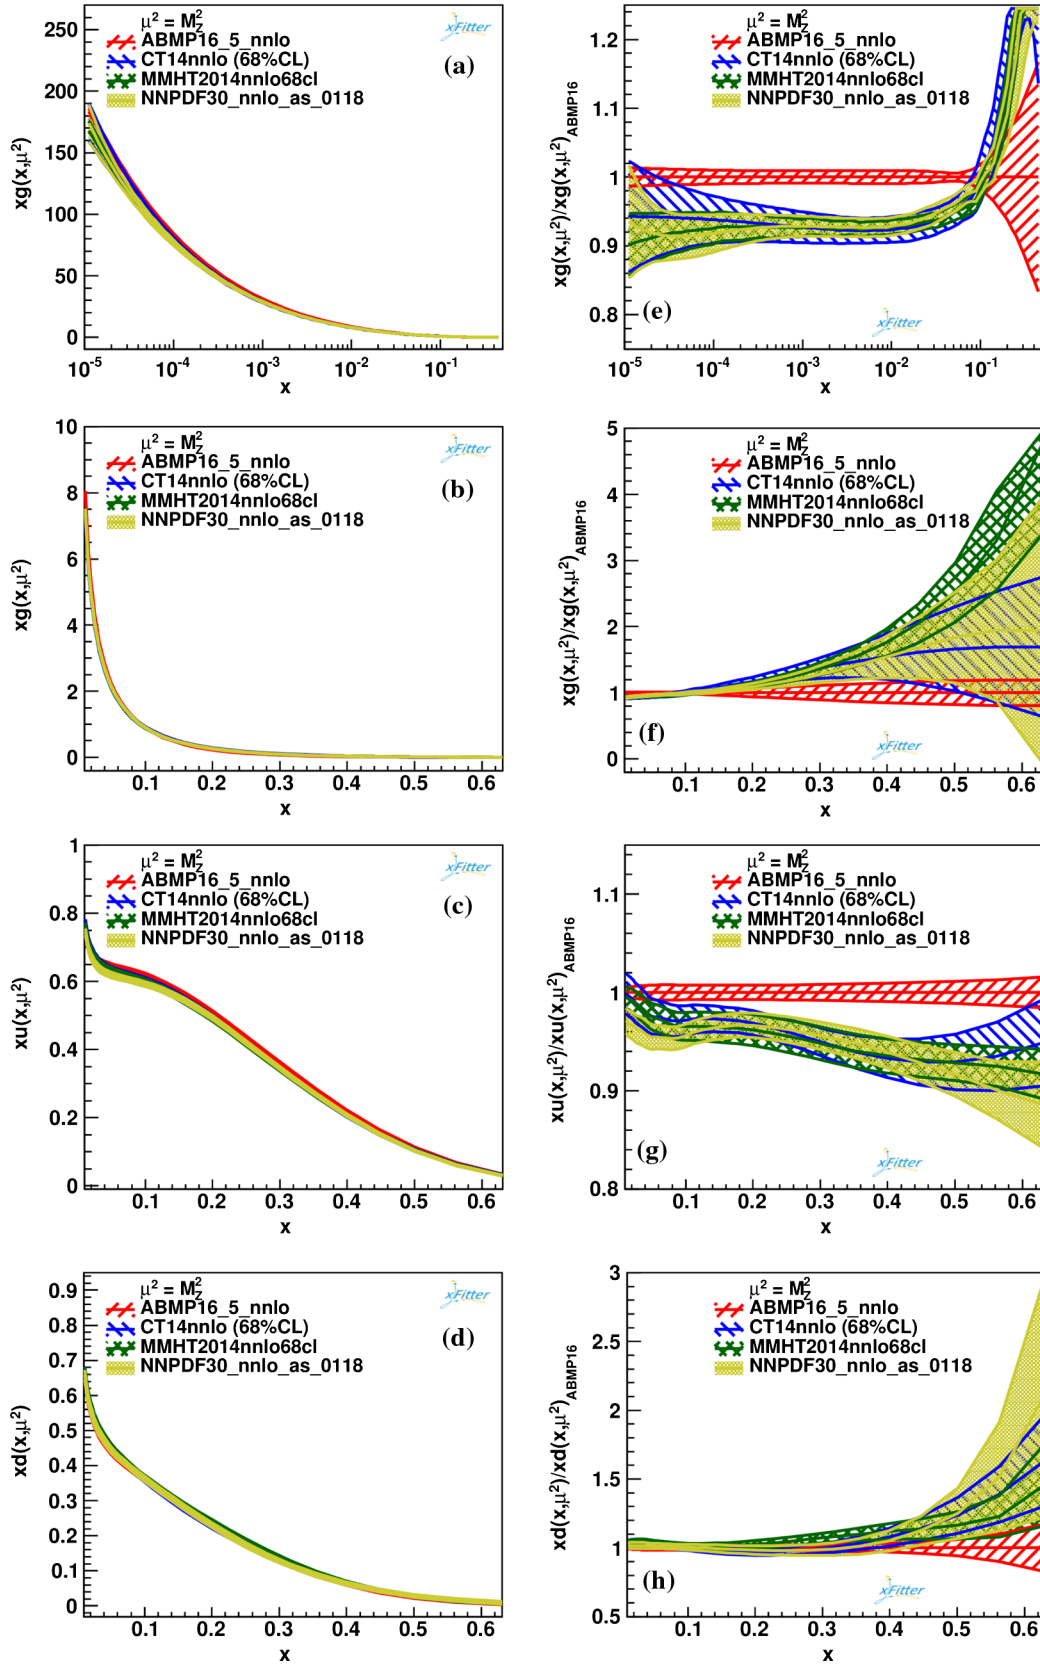 μ² = M_Z²
ABMP16_5_nnlo
CT14nnlo (68%CL)
MMHT2014nnlo68cl
NNPDF30_nnlo_as_0118
xFitter
(a)
250
200
150
100
50
0
xg(x,μ²)
10⁻⁵ 10⁻⁴ 10⁻³ 10⁻² 10⁻¹
x
μ² = M_Z²
ABMP16_5_nnlo
CT14nnlo (68%CL)
MMHT2014nnlo68cl
NNPDF30_nnlo_as_0118
xFitter
(e)
1.2
1.1
1
0.9
0.8
xg(x,μ²)/xg(x,μ²)_ABMP16
10⁻⁵ 10⁻⁴ 10⁻³ 10⁻² 10⁻¹
x
μ² = M_Z²
ABMP16_5_nnlo
CT14nnlo (68%CL)
MMHT2014nnlo68cl
NNPDF30_nnlo_as_0118
xFitter
(b)
10
8
6
4
2
0
xg(x,μ²)
0.1 0.2 0.3 0.4 0.5 0.6
x
μ² = M_Z²
ABMP16_5_nnlo
CT14nnlo (68%CL)
MMHT2014nnlo68cl
NNPDF30_nnlo_as_0118
xFitter
(f)
5
4
3
2
1
0
xg(x,μ²)/xg(x,μ²)_ABMP16
0.1 0.2 0.3 0.4 0.5 0.6
x
μ² = M_Z²
ABMP16_5_nnlo
CT14nnlo (68%CL)
MMHT2014nnlo68cl
NNPDF30_nnlo_as_0118
xFitter
(c)
1
0.8
0.6
0.4
0.2
0
xu(x,μ²)
0.1 0.2 0.3 0.4 0.5 0.6
x
μ² = M_Z²
ABMP16_5_nnlo
CT14nnlo (68%CL)
MMHT2014nnlo68cl
NNPDF30_nnlo_as_0118
xFitter
(g)
1.1
1
0.9
0.8
xu(x,μ²)/xu(x,μ²)_ABMP16
0.1 0.2 0.3 0.4 0.5 0.6
x
μ² = M_Z²
ABMP16_5_nnlo
CT14nnlo (68%CL)
MMHT2014nnlo68cl
NNPDF30_nnlo_as_0118
xFitter
(d)
0.9
0.8
0.7
0.6
0.5
0.4
0.3
0.2
0.1
0
xd(x,μ²)
0.1 0.2 0.3 0.4 0.5 0.6
x
μ² = M_Z²
ABMP16_5_nnlo
CT14nnlo (68%CL)
MMHT2014nnlo68cl
NNPDF30_nnlo_as_0118
xFitter
(h)
3
2.5
2
1.5
1
0.5
xd(x,μ²)/xd(x,μ²)_ABMP16
0.1 0.2 0.3 0.4 0.5 0.6
x